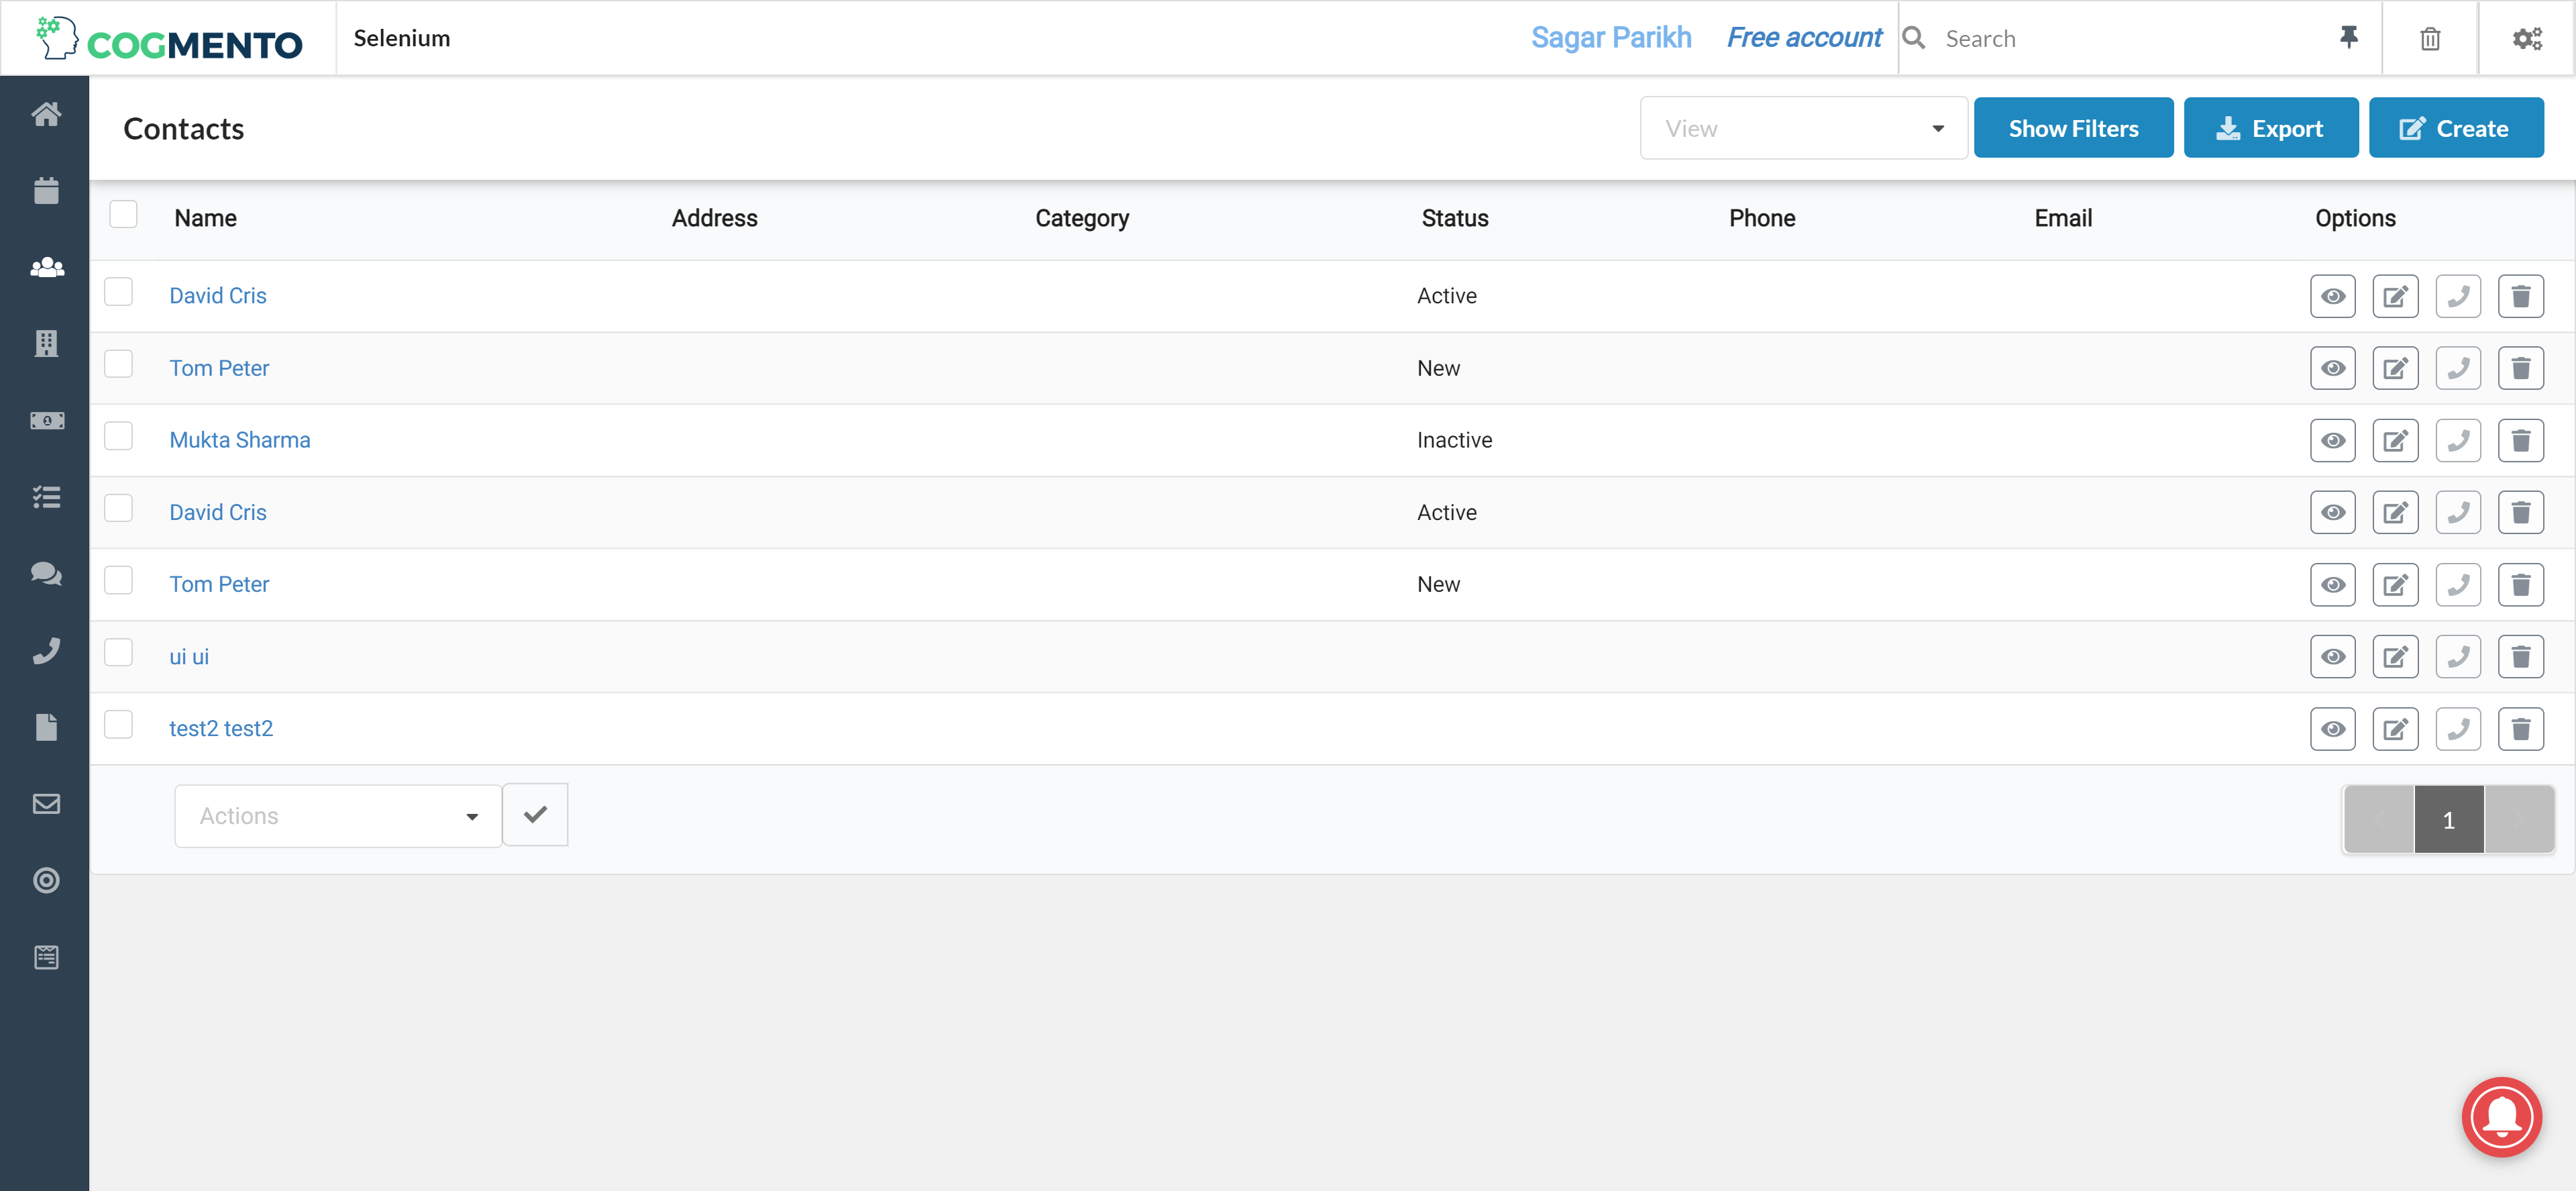 COGMENTO Selenium Sagar Parikh Free account Search
Contacts View Show Filters Export Create
Name Address Category Status Phone Email Options
David Cris Active
Tom Peter New
Mukta Sharma Inactive
David Cris Active
Tom Peter New
ui ui
test2 test2
Actions 1